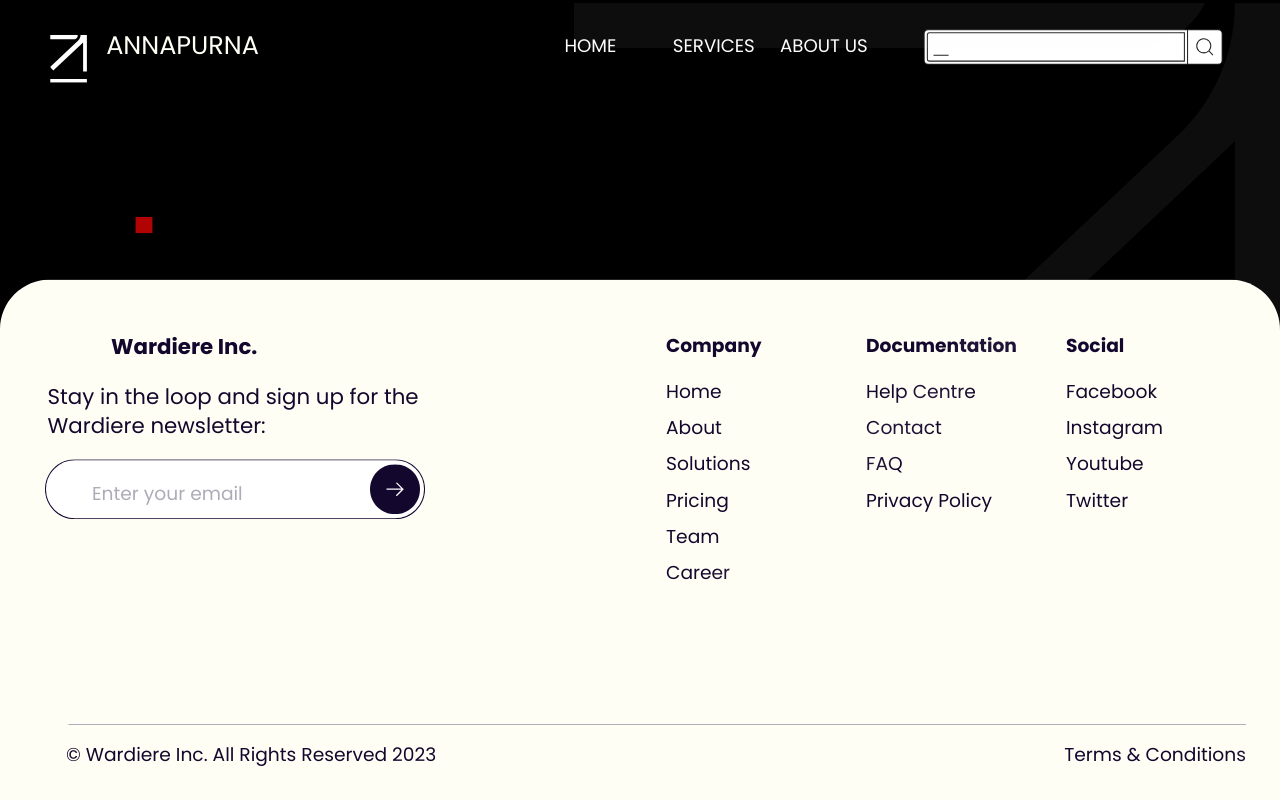 ANNAPURNA
HOME
SERVICES
ABOUT US
Wardiere Inc.
Stay in the loop and sign up for the
Wardiere newsletter:
Enter your email
Company
Home
About
Solutions
Pricing
Team
Career
Documentation
Help Centre
Contact
FAQ
Privacy Policy
Social
Facebook
Instagram
Youtube
Twitter
© Wardiere Inc. All Rights Reserved 2023
Terms & Conditions